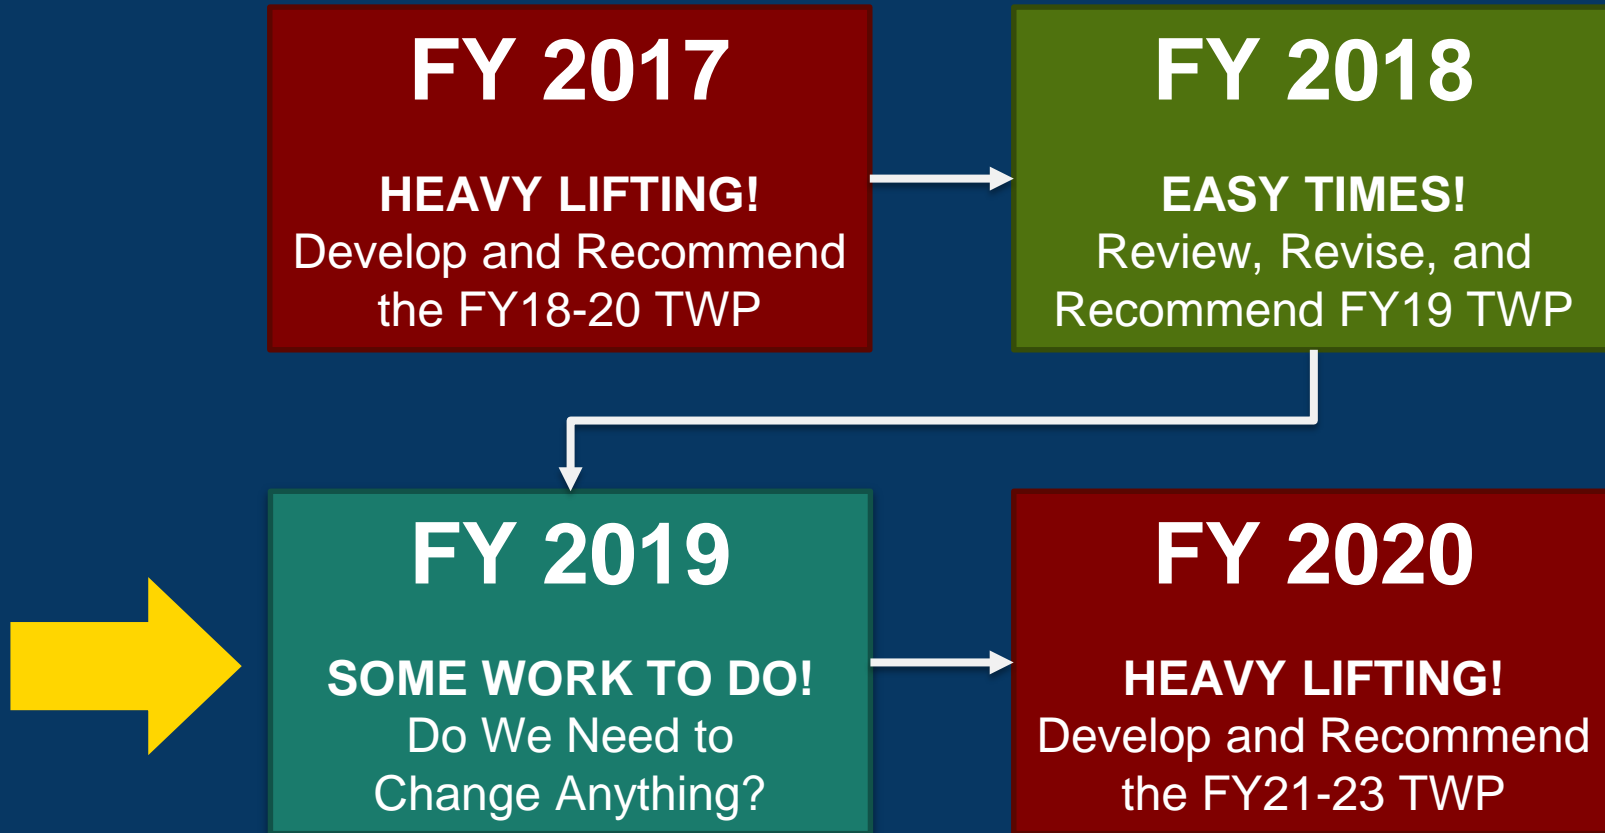 FY 2017
HEAVY LIFTING!
Develop and Recommend
the FY18-20 TWP
FY 2018
EASY TIMES!
Review, Revise, and
Recommend FY19 TWP
FY 2019
SOME WORK TO DO!
Do We Need to
Change Anything?
FY 2020
HEAVY LIFTING!
Develop and Recommend
the FY21-23 TWP